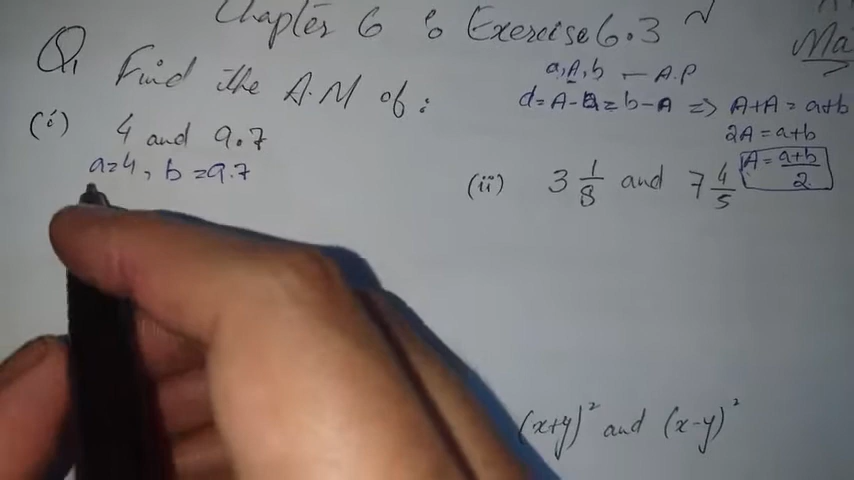 Chapter 6 : Exercise 6.3
Q1 Find the A.M of :
(i) 4 and 9.7
a=4, b=9.7
a, A, b — A.P
d=A-a=b-A => A+A=a+b
2A=a+b
A=a+b/2
(ii) 3 1/8 and 7 4/5
(x+y)² and (x-y)²